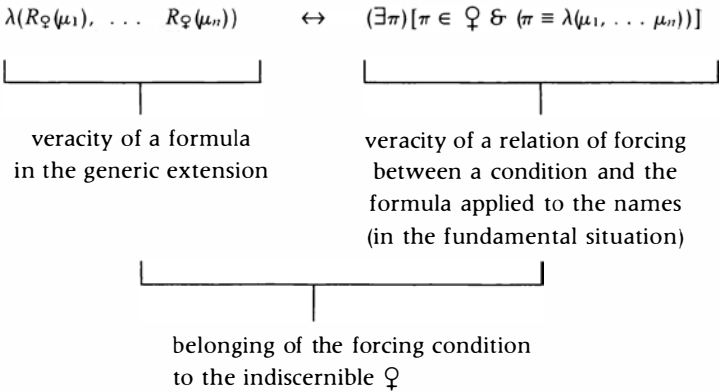 λ(R♀(μ₁), ... R♀(μₙ)) ↔ (∃π)[π ∈ ♀ & (π ≡ λ(μ₁, ... μₙ))]
veracity of a formula
in the generic extension
veracity of a relation of forcing
between a condition and the
formula applied to the names
(in the fundamental situation)
belonging of the forcing condition
to the indiscernible ♀